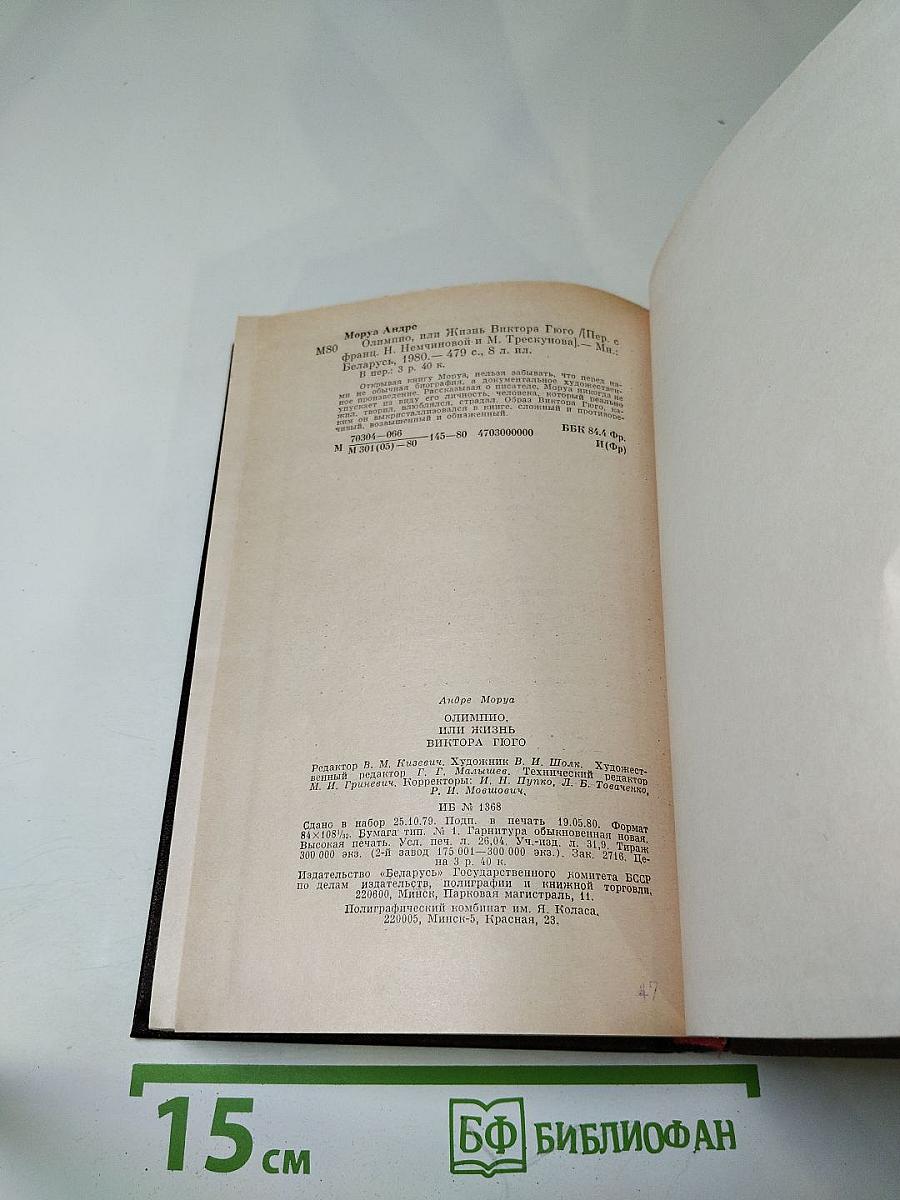 Моруа Андре
М80 Олимпио, или Жизнь Виктора Гюго /[Пер. с
франц. Н. Немчиновой и М. Трескунова].— Мн.:
Беларусь, 1980.— 479 с., 8 л. ил.
В пер.: 3 р. 40 к.
Открывая книгу Моруа, нельзя забывать, что перед на-
ми не обычная биография, а документальное художествен-
ное произведение. Рассказывая о писателе, Моруа никогда не
упускает из виду его личность, человека, который реально
жил, творил, влюблялся, страдал. Образ Виктора Гюго, ка-
ким он выкристаллизовался в книге, сложный и противоре-
чивый, возвышенный и обнаженный.
М 70304—066
М 301(05)—80 —145—80 4703000000
ББК 84.4 Фр.
И(Фр)
Андре Моруа
ОЛИМПИО,
ИЛИ ЖИЗНЬ
ВИКТОРА ГЮГО
Редактор В. М. Кизевич. Художник В. И. Шолк. Художест-
венный редактор Г. Г. Малышев. Технический редактор
М. И. Гриневич. Корректоры: И. Н. Пупко, Л. Б. Товаченко,
Р. И. Мовшович.
ИБ № 1368
Сдано в набор 25.10.79. Подп. в печать 19.05.80. Формат
84×108¹/₃₂. Бумага тип. № 1. Гарнитура обыкновенная новая.
Высокая печать. Усл. печ. л. 26,04. Уч.-изд. л. 31,9. Тираж
300 000 экз. (2-й завод 175 001—300 000 экз.). Зак. 2716. Це-
на 3 р. 40 к.
Издательство «Беларусь» Государственного комитета БССР
по делам издательств, полиграфии и книжной торговли.
220600, Минск, Парковая магистраль, 11.
Полиграфический комбинат им. Я. Коласа.
220005, Минск-5, Красная, 23.
47
15 см
БФ БИБЛИОФАН